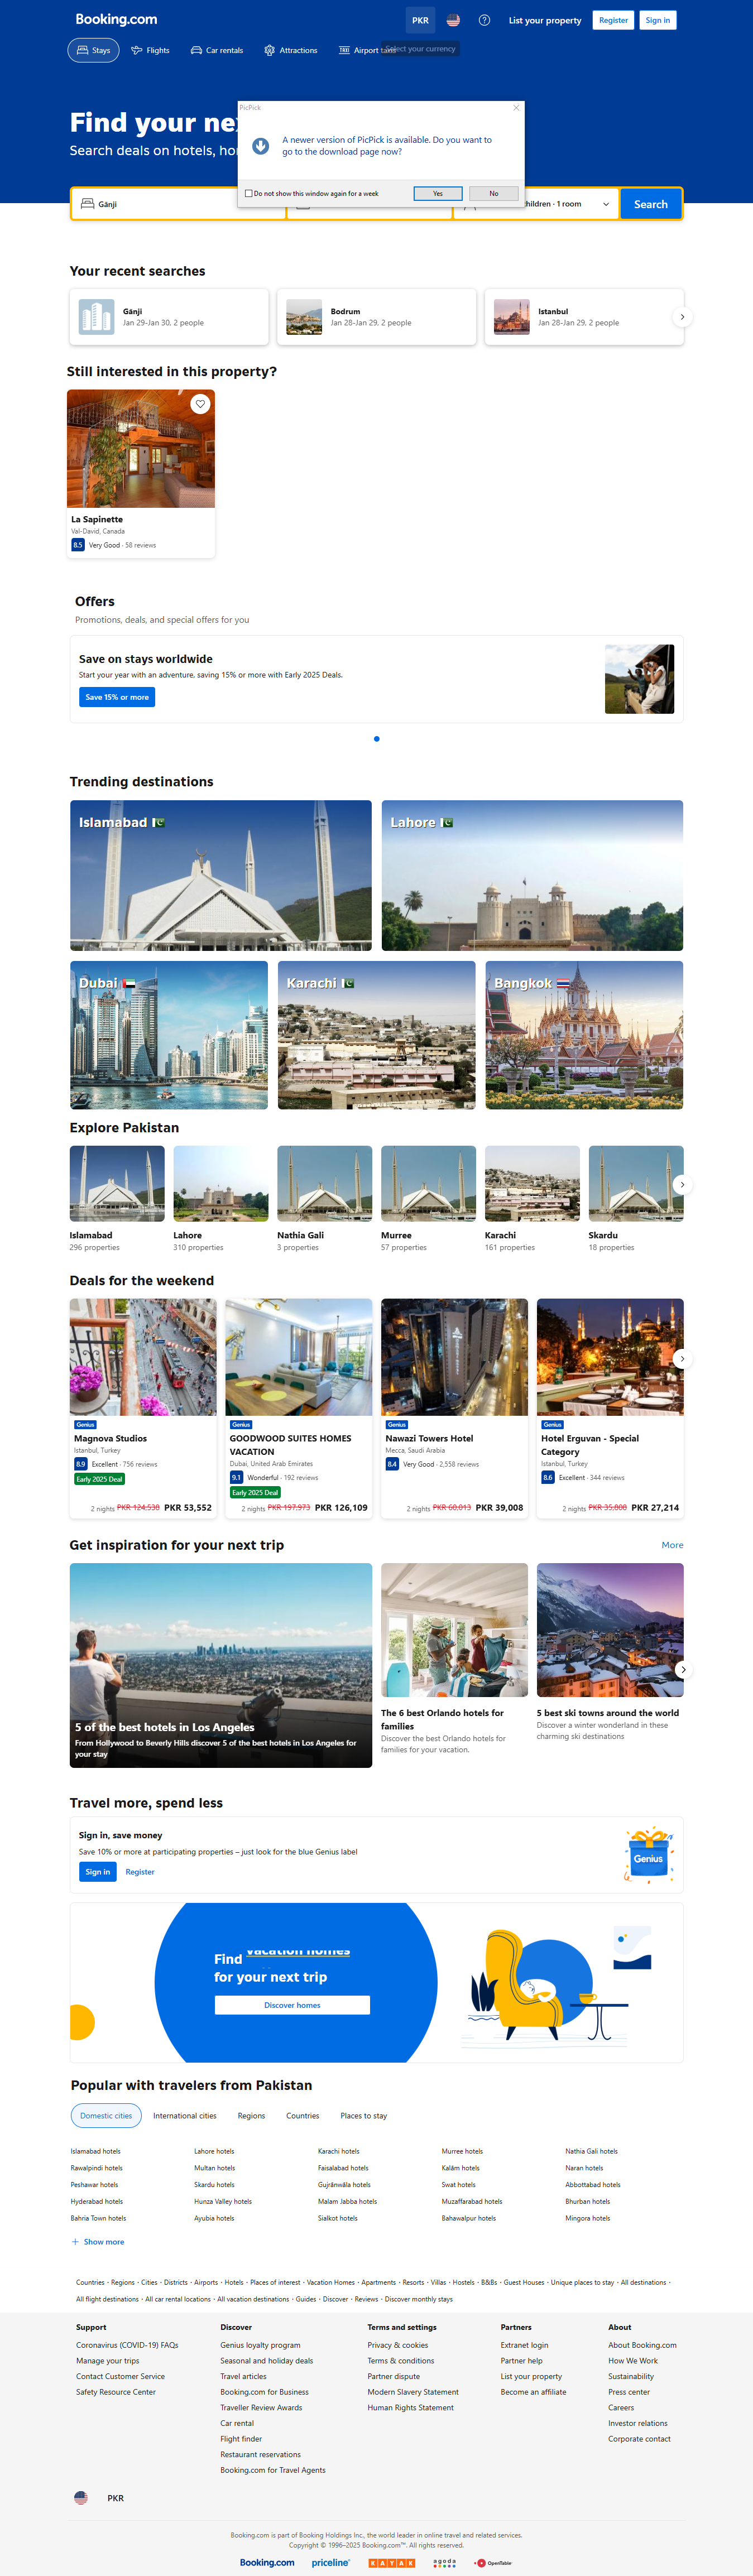 Booking.com
PKR
List your property
Register
Sign in
Stays
Flights
Car rentals
Attractions
Airport taxis
Select your currency
Find your ne
Search deals on hotels, ho
PicPick
A newer version of PicPick is available. Do you want to
go to the download page now?
Do not show this window again for a week
Yes
No
Gānji
hildren · 1 room
Search
Your recent searches
Gānji
Jan 29-Jan 30, 2 people
Bodrum
Jan 28-Jan 29, 2 people
Istanbul
Jan 28-Jan 29, 2 people
Still interested in this property?
La Sapinette
Val-David, Canada
8.5 Very Good · 58 reviews
Offers
Promotions, deals, and special offers for you
Save on stays worldwide
Start your year with an adventure, saving 15% or more with Early 2025 Deals.
Save 15% or more
Trending destinations
Islamabad
Lahore
Dubai
Karachi
Bangkok
Explore Pakistan
Islamabad
296 properties
Lahore
310 properties
Nathia Gali
3 properties
Murree
57 properties
Karachi
161 properties
Skardu
18 properties
Deals for the weekend
Genius
Magnova Studios
Istanbul, Turkey
8.9 Excellent · 756 reviews
Early 2025 Deal
2 nights PKR 124,538 PKR 53,552
Genius
GOODWOOD SUITES HOMES
VACATION
Dubai, United Arab Emirates
9.1 Wonderful · 192 reviews
Early 2025 Deal
2 nights PKR 197,973 PKR 126,109
Genius
Nawazi Towers Hotel
Mecca, Saudi Arabia
8.4 Very Good · 2,558 reviews
2 nights PKR 60,013 PKR 39,008
Genius
Hotel Erguvan - Special
Category
Istanbul, Turkey
8.6 Excellent · 344 reviews
2 nights PKR 35,808 PKR 27,214
Get inspiration for your next trip
More
5 of the best hotels in Los Angeles
From Hollywood to Beverly Hills discover 5 of the best hotels in Los Angeles for
your stay
The 6 best Orlando hotels for
families
Discover the best Orlando hotels for
families for your vacation.
5 best ski towns around the world
Discover a winter wonderland in these
charming ski destinations
Travel more, spend less
Sign in, save money
Save 10% or more at participating properties – just look for the blue Genius label
Sign in
Register
Genius
Find vacation homes
for your next trip
Discover homes
Popular with travelers from Pakistan
Domestic cities
International cities
Regions
Countries
Places to stay
Islamabad hotels
Lahore hotels
Karachi hotels
Murree hotels
Nathia Gali hotels
Rawalpindi hotels
Multan hotels
Faisalabad hotels
Kalām hotels
Naran hotels
Peshawar hotels
Skardu hotels
Gujrānwāla hotels
Swat hotels
Abbottabad hotels
Hyderabad hotels
Hunza Valley hotels
Malam Jabba hotels
Muzaffarabad hotels
Bhurban hotels
Bahria Town hotels
Ayubia hotels
Sialkot hotels
Bahawalpur hotels
Mingora hotels
Show more
Countries · Regions · Cities · Districts · Airports · Hotels · Places of interest · Vacation Homes · Apartments · Resorts · Villas · Hostels · B&Bs · Guest Houses · Unique places to stay · All destinations ·
All flight destinations · All car rental locations · All vacation destinations · Guides · Discover · Reviews · Discover monthly stays
Support
Coronavirus (COVID-19) FAQs
Manage your trips
Contact Customer Service
Safety Resource Center
Discover
Genius loyalty program
Seasonal and holiday deals
Travel articles
Booking.com for Business
Traveller Review Awards
Car rental
Flight finder
Restaurant reservations
Booking.com for Travel Agents
Terms and settings
Privacy & cookies
Terms & conditions
Partner dispute
Modern Slavery Statement
Human Rights Statement
Partners
Extranet login
Partner help
List your property
Become an affiliate
About
About Booking.com
How We Work
Sustainability
Press center
Careers
Investor relations
Corporate contact
PKR
Booking.com is part of Booking Holdings Inc., the world leader in online travel and related services.
Copyright © 1996–2025 Booking.com™. All rights reserved.
Booking.com
priceline
KAYAK
agoda
OpenTable